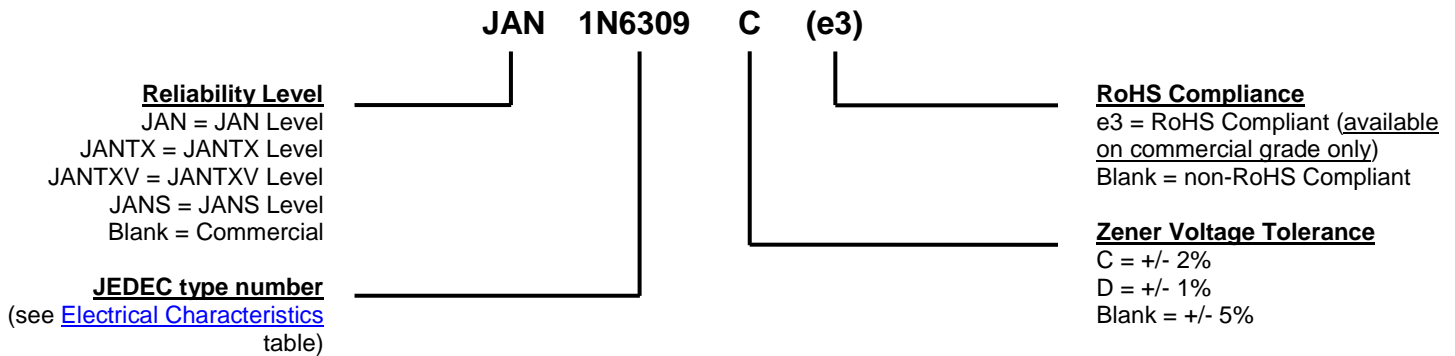 JAN 1N6309 C (e3)
Reliability Level
JAN = JAN Level
JANTX = JANTX Level
JANTXV = JANTXV Level
JANS = JANS Level
Blank = Commercial
JEDEC type number
(see Electrical Characteristics
table)
RoHS Compliance
e3 = RoHS Compliant (available
on commercial grade only)
Blank = non-RoHS Compliant
Zener Voltage Tolerance
C = +/- 2%
D = +/- 1%
Blank = +/- 5%